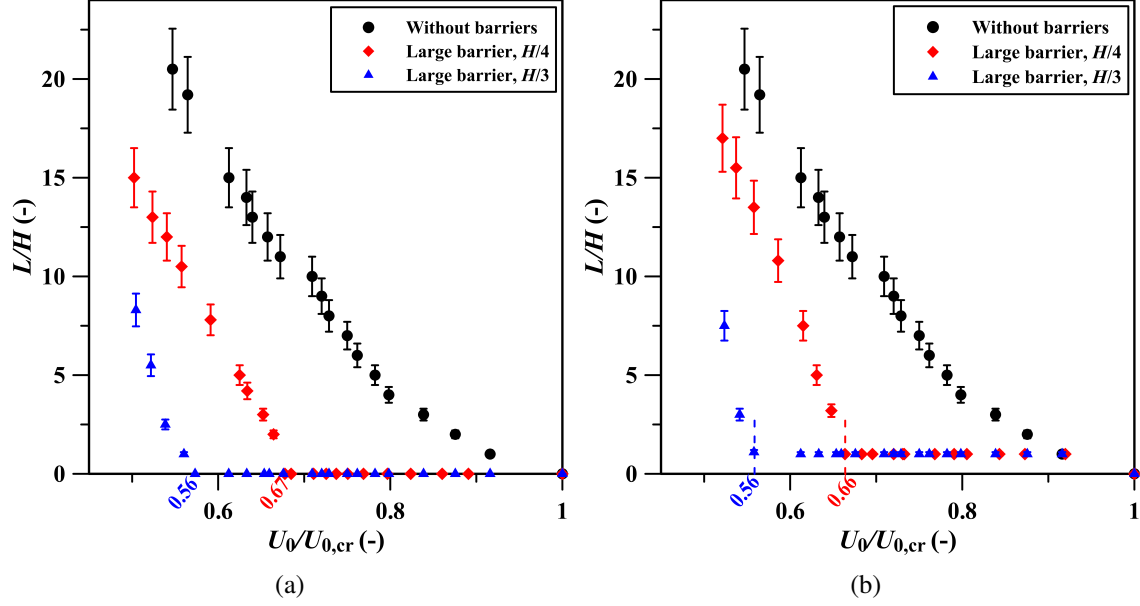 Without barriers
Large barrier, H/4
Large barrier, H/3
20
15
10
5
0
L/H (-)
0.56
0.67
0.6
0.8
1
U0/U0,cr (-)
(a)
Without barriers
Large barrier, H/4
Large barrier, H/3
20
15
10
5
0
L/H (-)
0.56
0.66
0.6
0.8
1
U0/U0,cr (-)
(b)